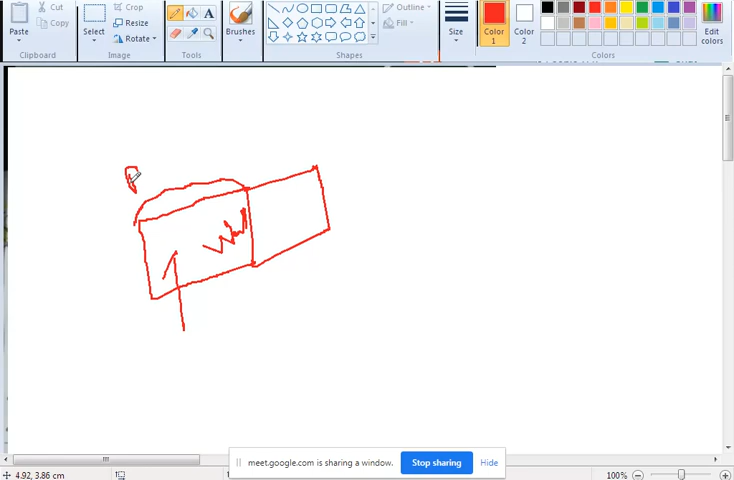 Paste
Clipboard
Cut
Copy
Select
Crop
Resize
Rotate
Image
Tools
A
Brushes
Shapes
Outline
Fill
Size
Color 1
Color 2
Colors
Edit colors
meet.google.com is sharing a window.
Stop sharing
Hide
4.92, 3.86 cm
100%